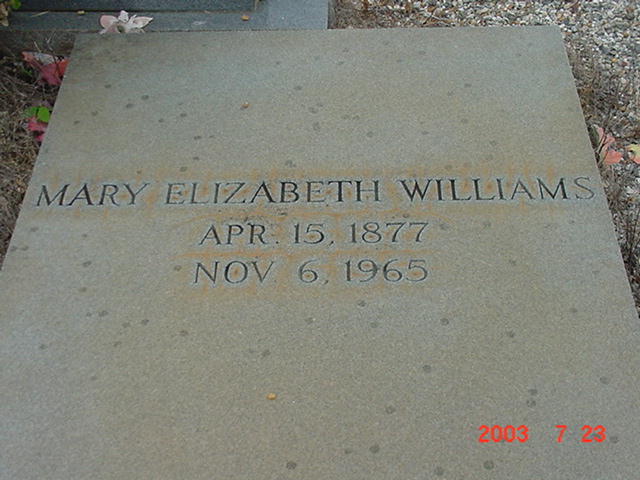 MARY ELIZABETH WILLIAMS
APR. 15, 1877
NOV. 6, 1965
2003 7 23